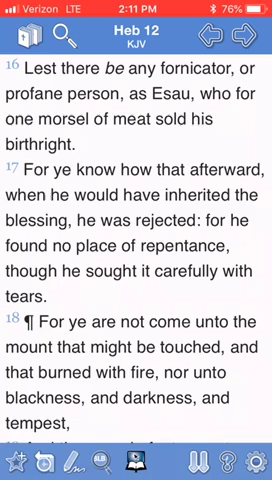 Verizon LTE 2:11 PM 76%
Heb 12
KJV
16 Lest there be any fornicator, or
profane person, as Esau, who for
one morsel of meat sold his
birthright.
17 For ye know how that afterward,
when he would have inherited the
blessing, he was rejected: for he
found no place of repentance,
though he sought it carefully with
tears.
18 ¶ For ye are not come unto the
mount that might be touched, and
that burned with fire, nor unto
blackness, and darkness, and
tempest,